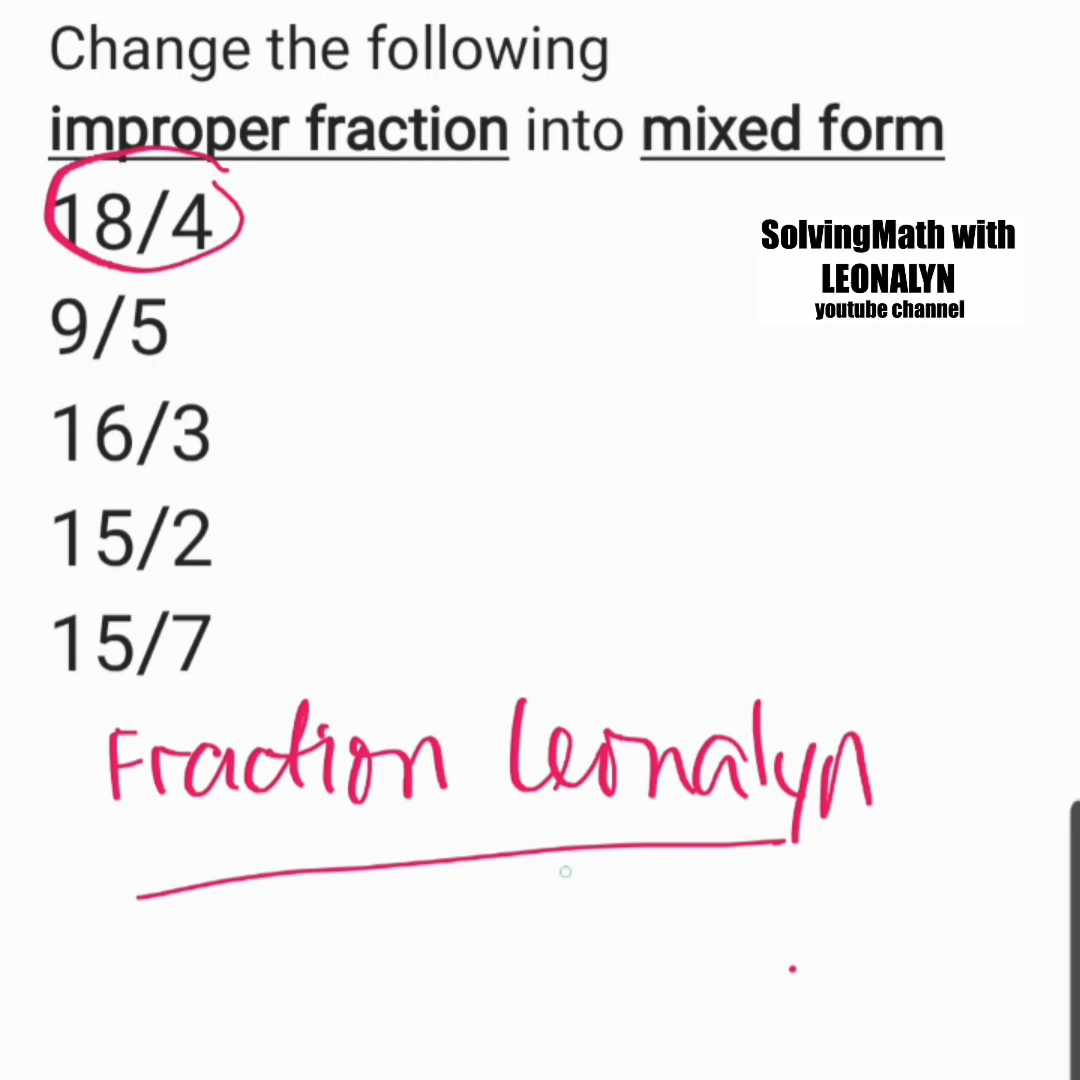 Change the following
improper fraction into mixed form
18/4
SolvingMath with
LEONALYN
youtube channel
9/5
16/3
15/2
15/7
Fraction Leonalyn